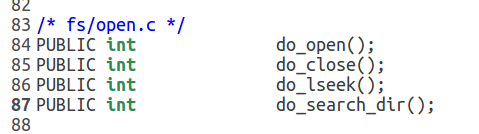 82
83 /* fs/open.c */
84 PUBLIC int do_open();
85 PUBLIC int do_close();
86 PUBLIC int do_lseek();
87 PUBLIC int do_search_dir();
88